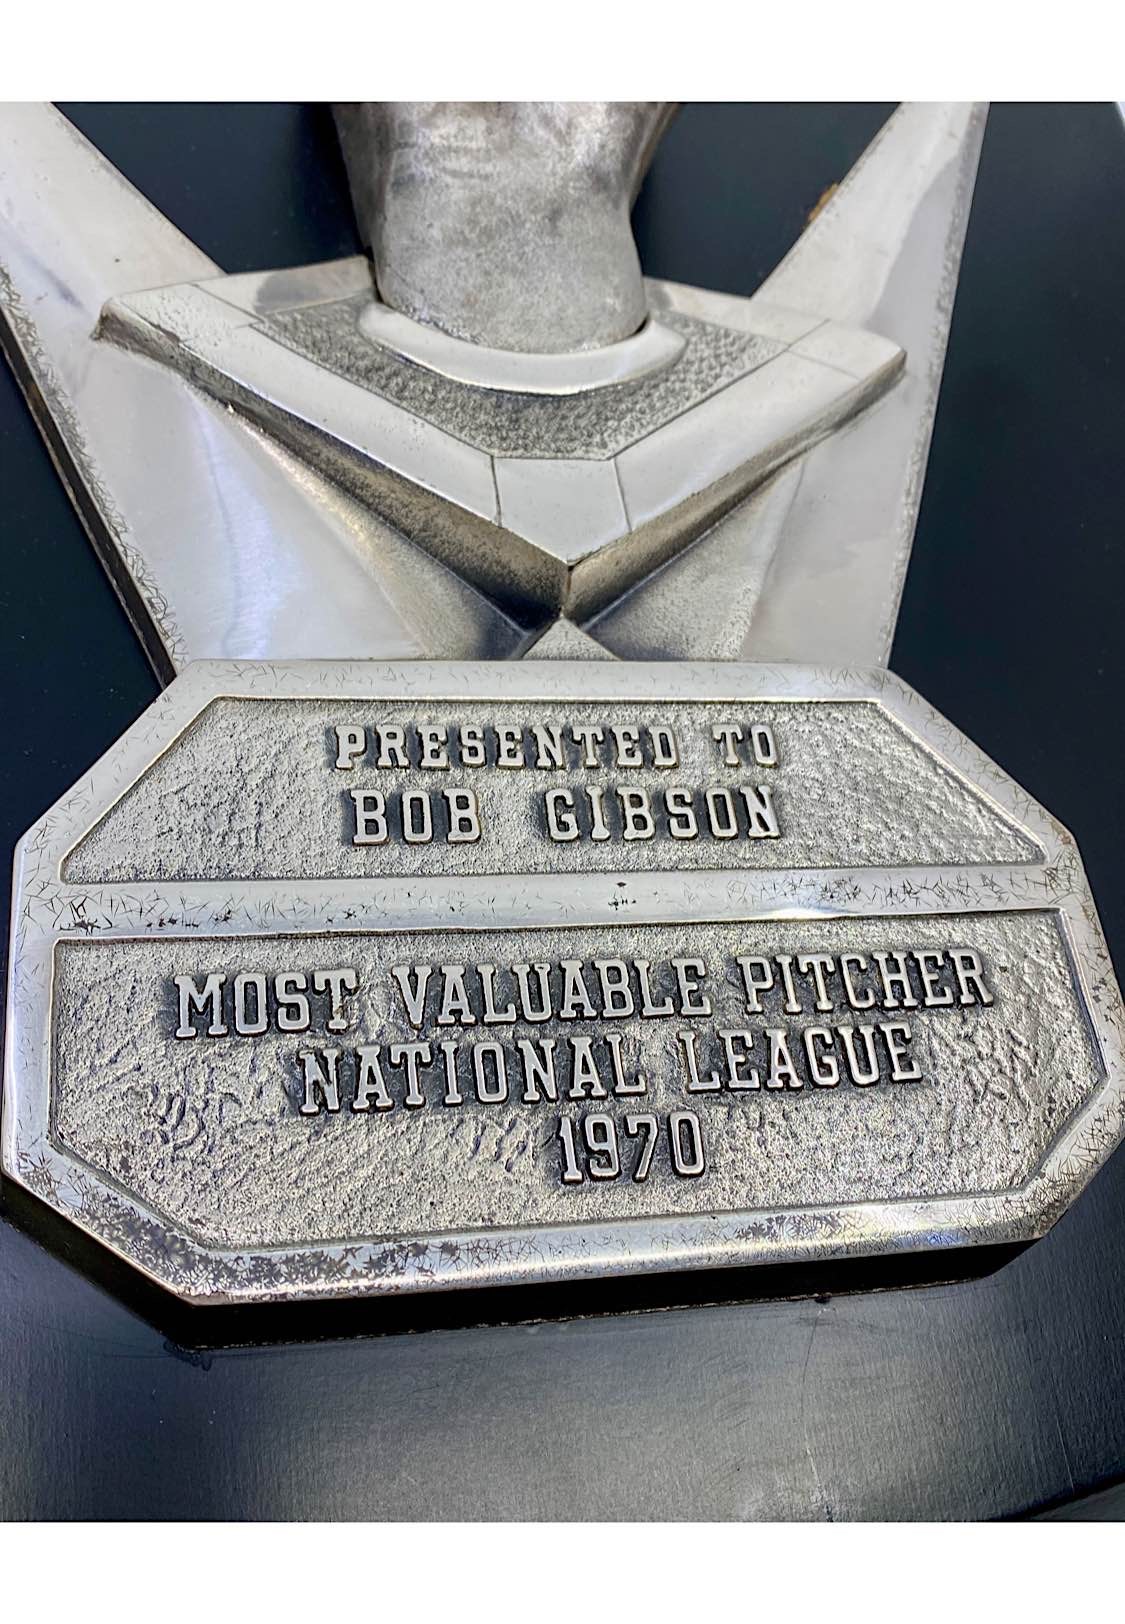 PRESENTED TO
BOB GIBSON
MOST VALUABLE PITCHER
NATIONAL LEAGUE
1970